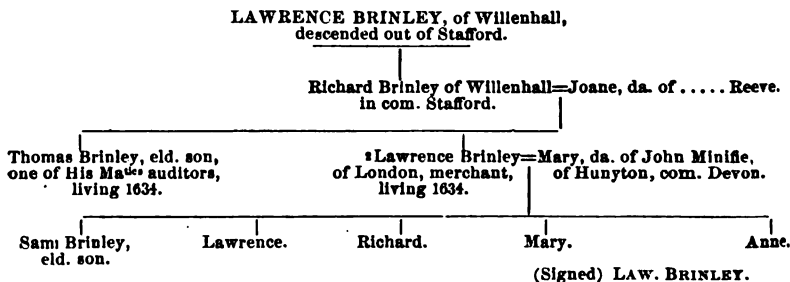 LAWRENCE BRINLEY, of Willenhall,
descended out of Stafford.
Richard Brinley of Willenhall=Joane, da. of ..... Reeve.
in com. Stafford.
Thomas Brinley, eld. son,
one of His Maties auditors,
living 1634.
2Lawrence Brinley=Mary, da. of John Minifie,
of London, merchant, of Hunyton, com. Devon.
living 1634.
Saml Brinley,
eld. son.
Lawrence.
Richard.
Mary.
Anne.
(Signed) LAW. BRINLEY.